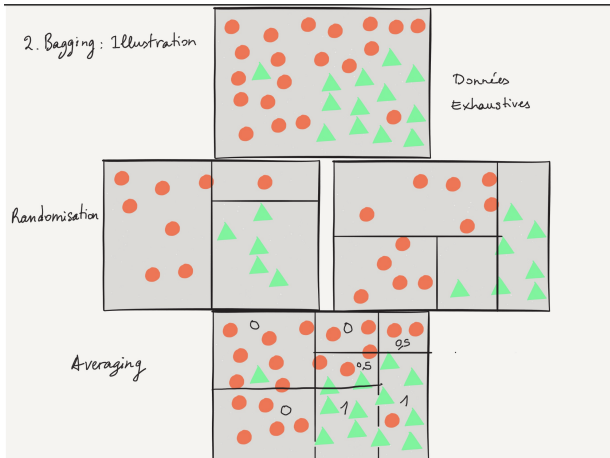 2. Bagging: Illustration
Données
Exhaustives
Randomisation
Averaging
0
0
0,5
0,5
0
1
1